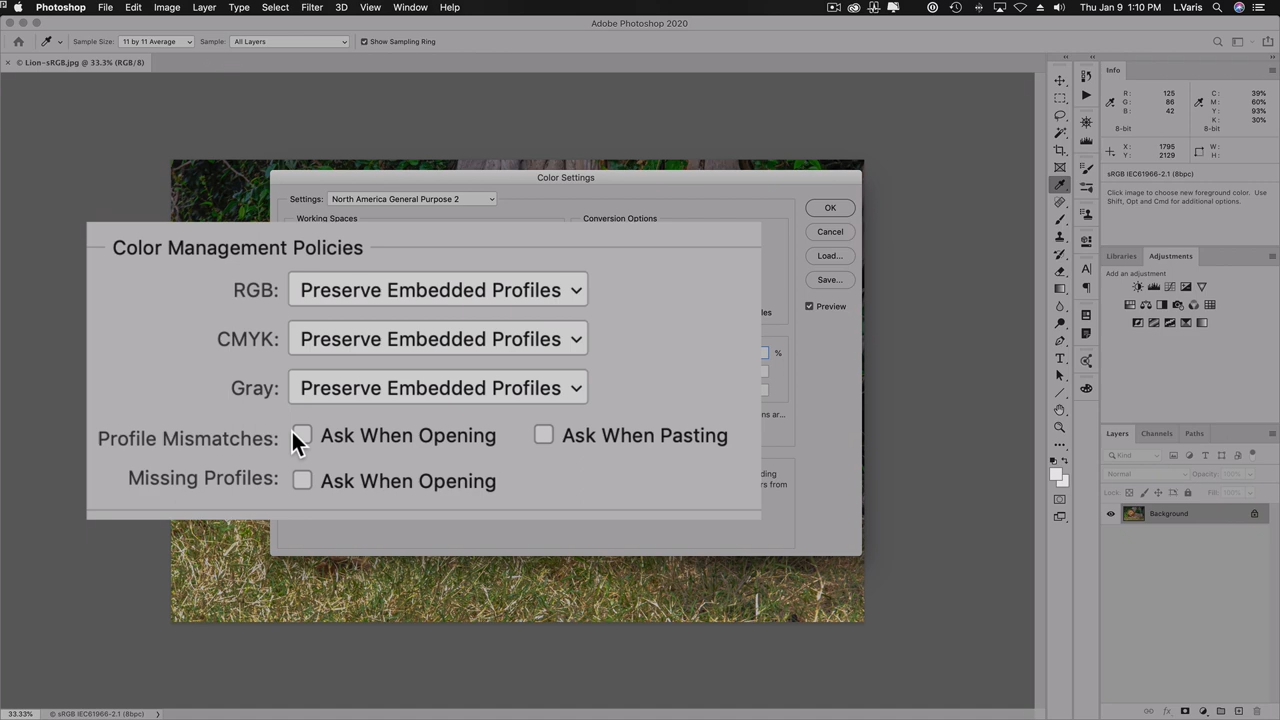 Photoshop File Edit Image Layer Type Select Filter 3D View Window Help Thu Jan 9 1:10 PM L.Varis
Adobe Photoshop 2020
Sample Size: 11 by 11 Average Sample: All Layers Show Sampling Ring
× © Lion-sRGB.jpg @ 33.3% (RGB/8)
Info
R: 125 C: 39%
G: 86 M: 60%
B: 42 Y: 93%
K: 30%
8-bit 8-bit
X: 1795 W:
Y: 2129 H:
sRGB IEC61966-2.1 (8bpc)
Click image to choose new foreground color. Use
Shift, Opt and Cmd for additional options.
Libraries Adjustments
Add an adjustment
Color Settings
Settings: North America General Purpose 2
Working Spaces Conversion Options
OK
Cancel
Load...
Save...
Preview
Color Management Policies
RGB: Preserve Embedded Profiles
CMYK: Preserve Embedded Profiles
Gray: Preserve Embedded Profiles
Profile Mismatches: Ask When Opening Ask When Pasting
Missing Profiles: Ask When Opening
%
Layers Channels Paths
Kind
Normal Opacity: 100%
Lock: Fill: 100%
Background
33.33% © sRGB IEC61966-2.1 (8bpc)